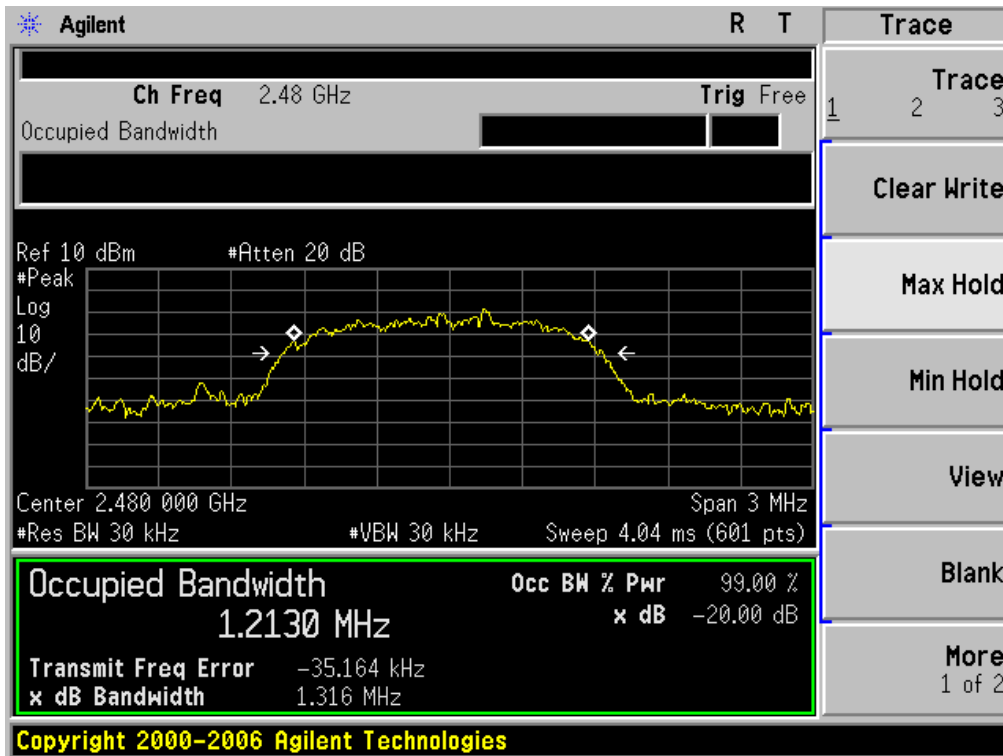 Agilent R T Trace
Ch Freq 2.48 GHz Trig Free
Occupied Bandwidth
Trace
1 2 3
Clear Write
Max Hold
Min Hold
View
Blank
More
1 of 2
Ref 10 dBm #Atten 20 dB
#Peak
Log
10
dB/
Center 2.480 000 GHz Span 3 MHz
#Res BW 30 kHz #VBW 30 kHz Sweep 4.04 ms (601 pts)
Occupied Bandwidth Occ BW % Pwr 99.00 %
1.2130 MHz x dB -20.00 dB
Transmit Freq Error -35.164 kHz
x dB Bandwidth 1.316 MHz
Copyright 2000-2006 Agilent Technologies